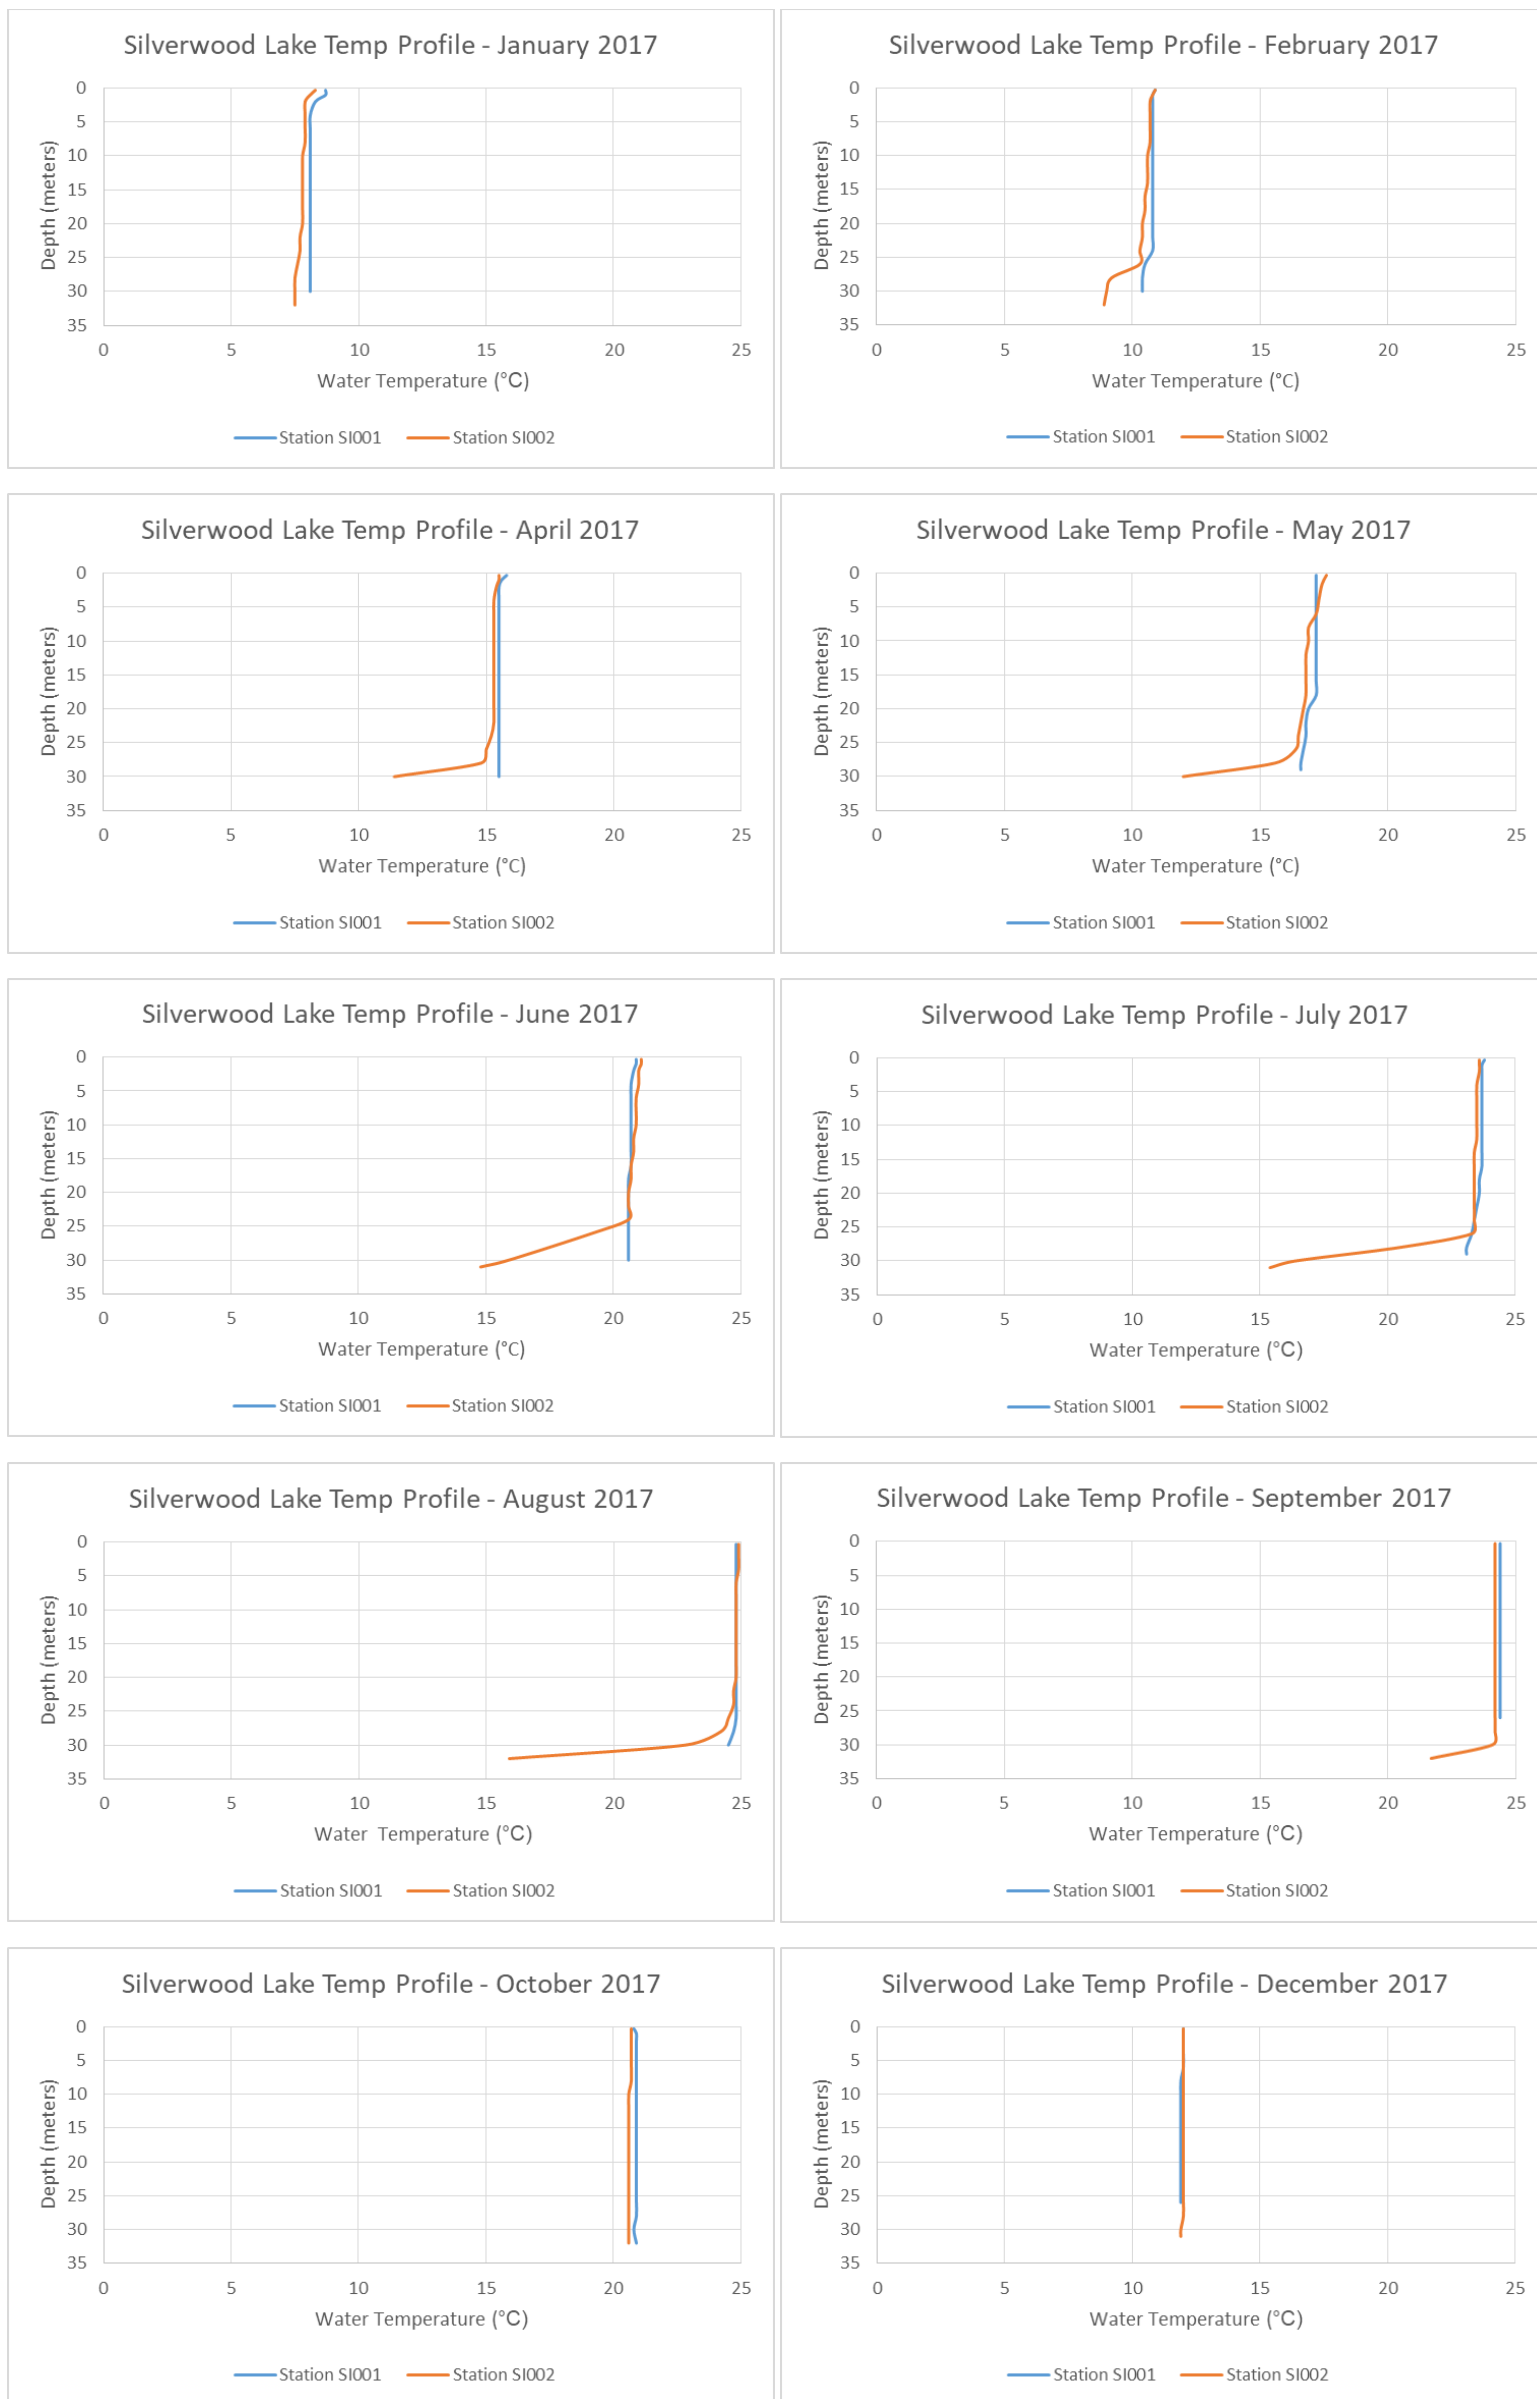 Silverwood Lake Temp Profile - January 2017
0
5
10
15
20
25
30
35
Depth (meters)
0 5 10 15 20 25
Water Temperature (°C)
Station SI001 Station SI002
Silverwood Lake Temp Profile - February 2017
0
5
10
15
20
25
30
35
Depth (meters)
0 5 10 15 20 25
Water Temperature (°C)
Station SI001 Station SI002
Silverwood Lake Temp Profile - April 2017
0
5
10
15
20
25
30
35
Depth (meters)
0 5 10 15 20 25
Water Temperature (°C)
Station SI001 Station SI002
Silverwood Lake Temp Profile - May 2017
0
5
10
15
20
25
30
35
Depth (meters)
0 5 10 15 20 25
Water Temperature (°C)
Station SI001 Station SI002
Silverwood Lake Temp Profile - June 2017
0
5
10
15
20
25
30
35
Depth (meters)
0 5 10 15 20 25
Water Temperature (°C)
Station SI001 Station SI002
Silverwood Lake Temp Profile - July 2017
0
5
10
15
20
25
30
35
Depth (meters)
0 5 10 15 20 25
Water Temperature (°C)
Station SI001 Station SI002
Silverwood Lake Temp Profile - August 2017
0
5
10
15
20
25
30
35
Depth (meters)
0 5 10 15 20 25
Water Temperature (°C)
Station SI001 Station SI002
Silverwood Lake Temp Profile - September 2017
0
5
10
15
20
25
30
35
Depth (meters)
0 5 10 15 20 25
Water Temperature (°C)
Station SI001 Station SI002
Silverwood Lake Temp Profile - October 2017
0
5
10
15
20
25
30
35
Depth (meters)
0 5 10 15 20 25
Water Temperature (°C)
Station SI001 Station SI002
Silverwood Lake Temp Profile - December 2017
0
5
10
15
20
25
30
35
Depth (meters)
0 5 10 15 20 25
Water Temperature (°C)
Station SI001 Station SI002